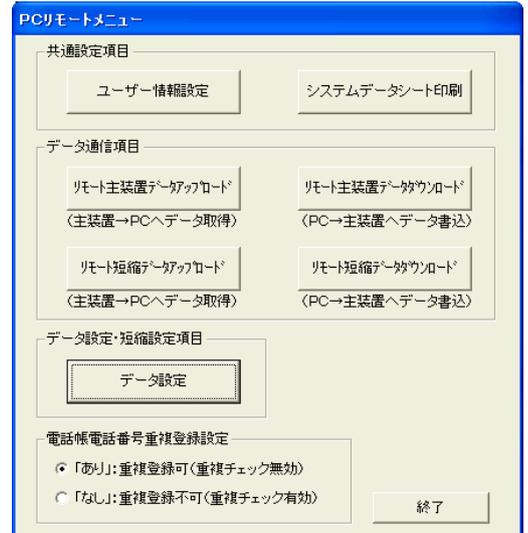 PCリモートメニュー
共通設定項目
ユーザー情報設定
システムデータシート印刷
データ通信項目
ﾘﾓｰﾄ主装置ﾃﾞｰﾀｱｯﾌﾟﾛｰﾄﾞ
ﾘﾓｰﾄ主装置ﾃﾞｰﾀﾀﾞｳﾝﾛｰﾄﾞ
(主装置→PCへデータ取得)
(PC→主装置へデータ書込)
ﾘﾓｰﾄ短縮ﾃﾞｰﾀｱｯﾌﾟﾛｰﾄﾞ
ﾘﾓｰﾄ短縮ﾃﾞｰﾀﾀﾞｳﾝﾛｰﾄﾞ
(主装置→PCへデータ取得)
(PC→主装置へデータ書込)
データ設定・短縮設定項目
データ設定
電話帳電話番号重複登録設定
「あり」:重複登録可(重複チェック無効)
「なし」:重複登録不可(重複チェック有効)
終了